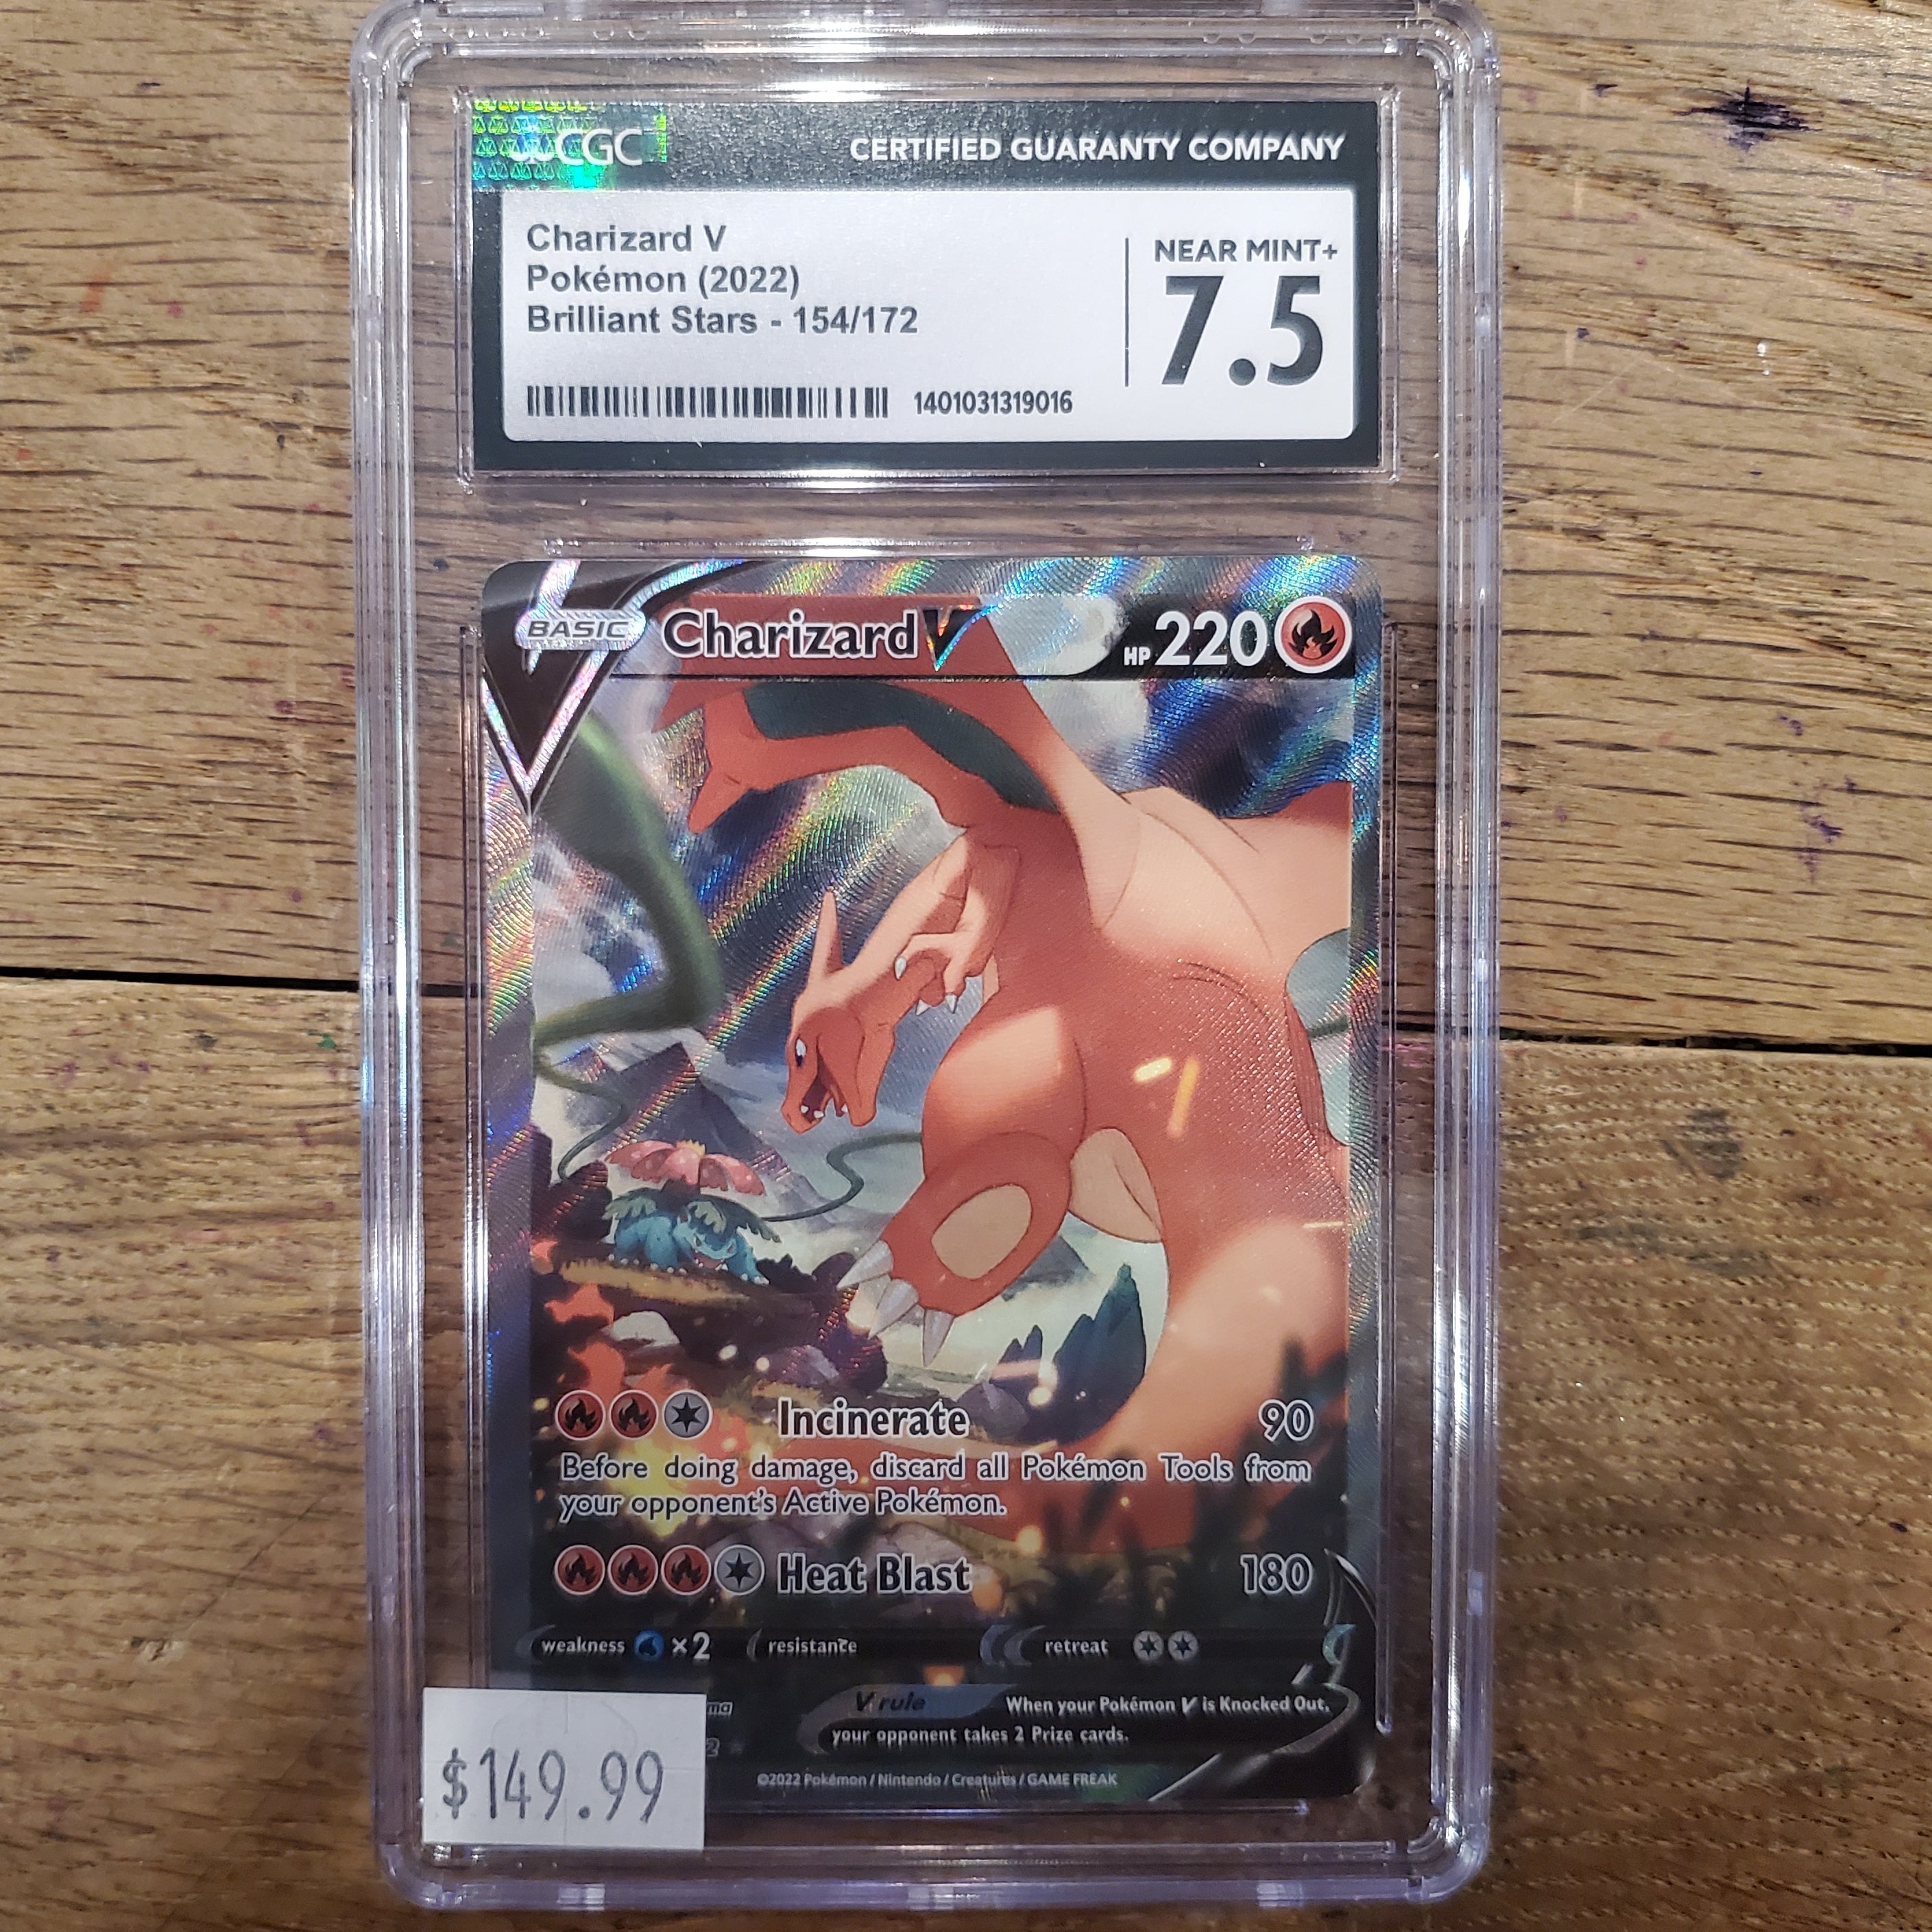 CGC CERTIFIED GUARANTY COMPANY
Charizard V
Pokémon (2022)
Brilliant Stars - 154/172
NEAR MINT+
7.5
1401031319016
BASIC Charizard V HP 220
Incinerate 90
Before doing damage, discard all Pokémon Tools from
your opponent's Active Pokémon.
Heat Blast 180
weakness ×2 resistance retreat
V rule When your Pokémon V is Knocked Out,
your opponent takes 2 Prize cards.
©2022 Pokémon / Nintendo / Creatures / GAME FREAK
$149.99